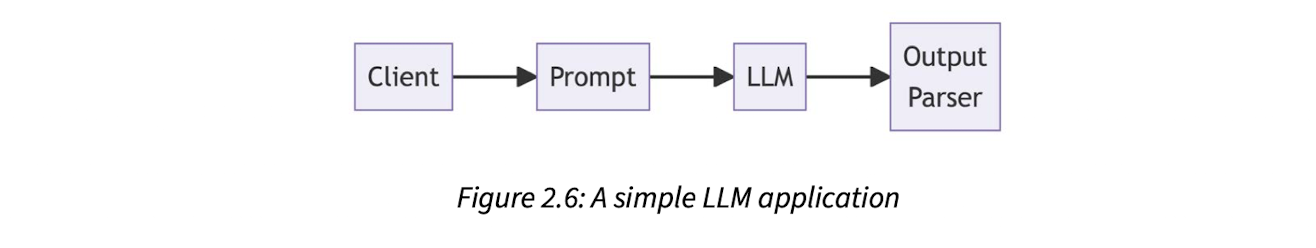 Client
Prompt
LLM
Output
Parser
Figure 2.6: A simple LLM application